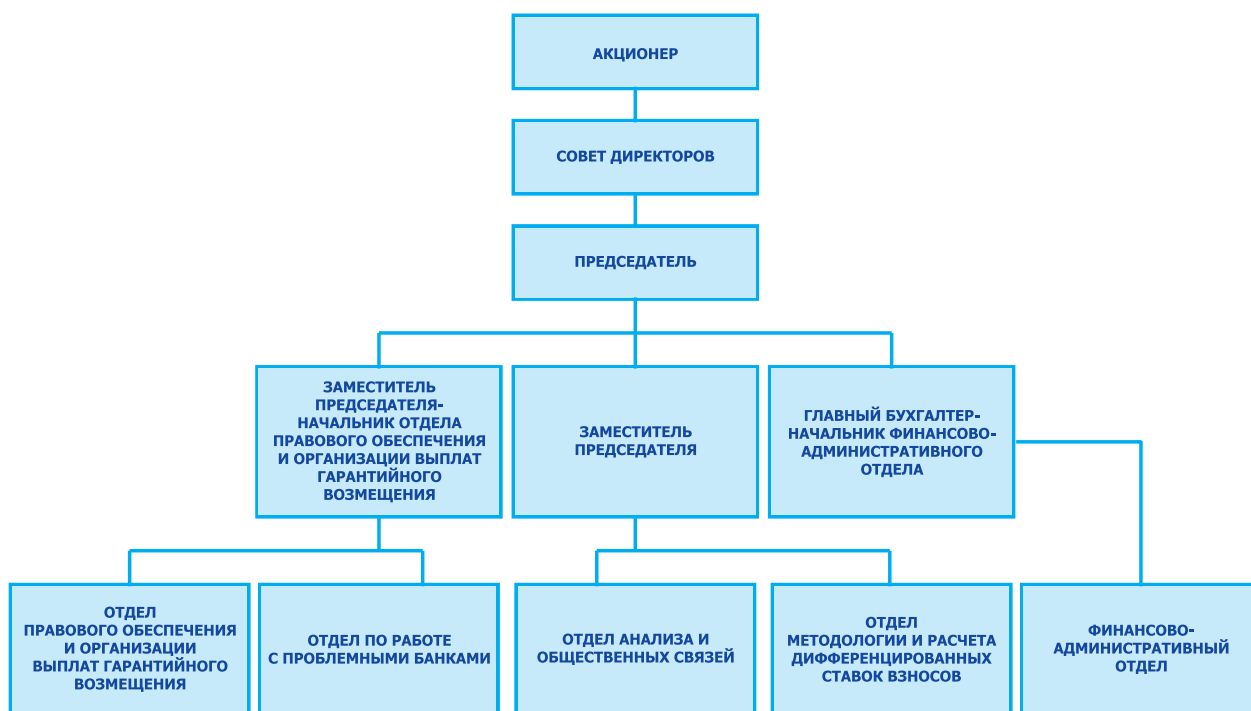 АКЦИОНЕР
СОВЕТ ДИРЕКТОРОВ
ПРЕДСЕДАТЕЛЬ
ЗАМЕСТИТЕЛЬ
ПРЕДСЕДАТЕЛЯ-
НАЧАЛЬНИК ОТДЕЛА
ПРАВОВОГО ОБЕСПЕЧЕНИЯ
И ОРГАНИЗАЦИИ ВЫПЛАТ
ГАРАНТИЙНОГО
ВОЗМЕЩЕНИЯ
ЗАМЕСТИТЕЛЬ
ПРЕДСЕДАТЕЛЯ
ГЛАВНЫЙ БУХГАЛТЕР-
НАЧАЛЬНИК ФИНАНСОВО-
АДМИНИСТРАТИВНОГО
ОТДЕЛА
ОТДЕЛ
ПРАВОВОГО ОБЕСПЕЧЕНИЯ
И ОРГАНИЗАЦИИ
ВЫПЛАТ ГАРАНТИЙНОГО
ВОЗМЕЩЕНИЯ
ОТДЕЛ ПО РАБОТЕ
С ПРОБЛЕМНЫМИ БАНКАМИ
ОТДЕЛ АНАЛИЗА И
ОБЩЕСТВЕННЫХ СВЯЗЕЙ
ОТДЕЛ
МЕТОДОЛОГИИ И РАСЧЕТА
ДИФФЕРЕНЦИРОВАННЫХ
СТАВОК ВЗНОСОВ
ФИНАНСОВО-
АДМИНИСТРАТИВНЫЙ
ОТДЕЛ